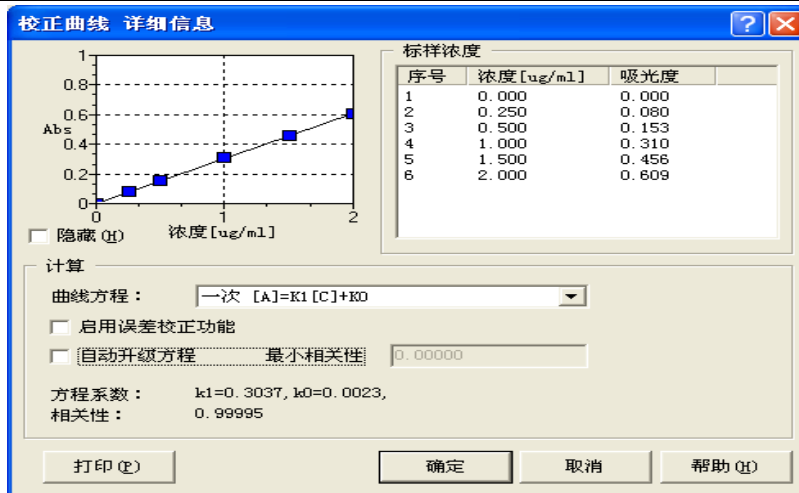 校正曲线 详细信息
标样浓度
序号 浓度[ug/ml] 吸光度
1 0.000 0.000
2 0.250 0.080
3 0.500 0.153
4 1.000 0.310
5 1.500 0.456
6 2.000 0.609
1
0.8
0.6
Abs
0.4
0.2
0
0 1 2
浓度[ug/ml]
隐藏(H)
计算
曲线方程： 一次 [A]=K1[C]+K0
启用误差校正功能
自动升级方程 最小相关性 0.00000
方程系数： k1=0.3037,k0=0.0023,
相关性： 0.99995
打印(P) 确定 取消 帮助(H)